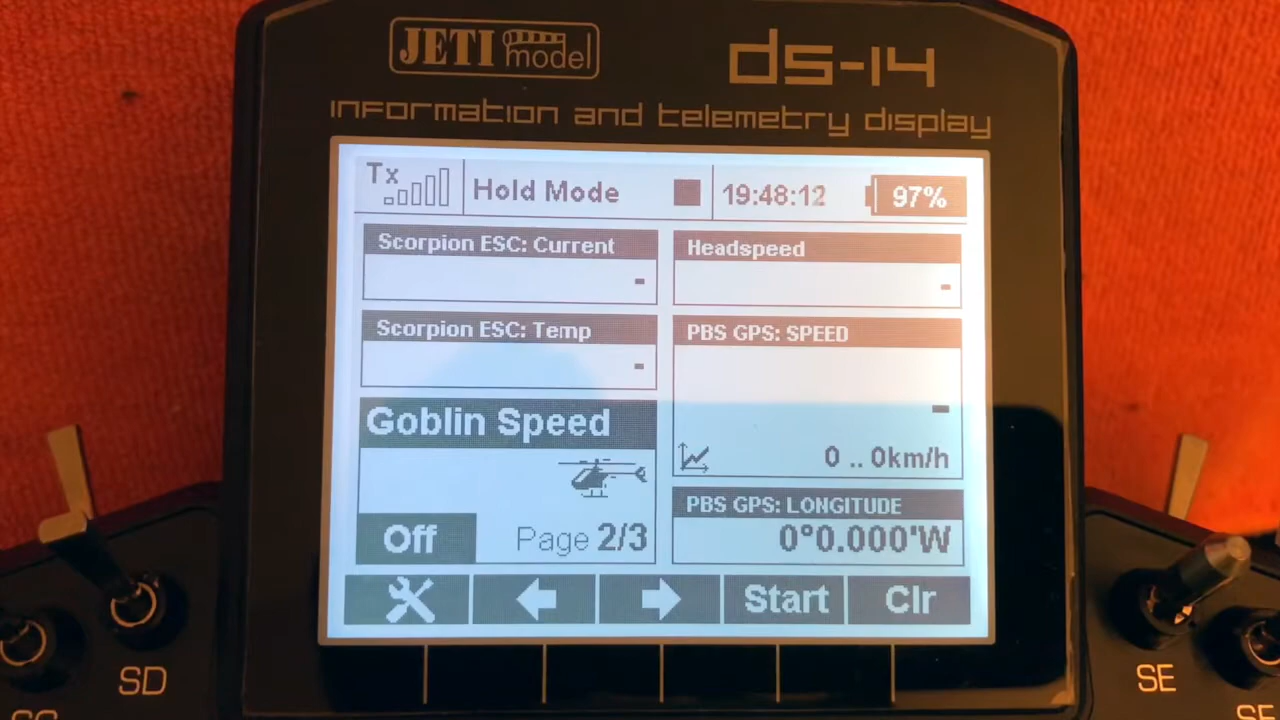 JETI model
DS-14
information and telemetry display
Tx
Hold Mode
19:48:12
97%
Scorpion ESC: Current
-
Headspeed
-
Scorpion ESC: Temp
-
PBS GPS: SPEED
-
0 .. 0km/h
Goblin Speed
Off
Page 2/3
PBS GPS: LONGITUDE
0°0.000'W
Start
Clr
SD
SE